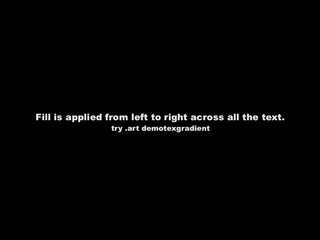 Fill is applied from left to right across all the text.
try .art demotexgradient